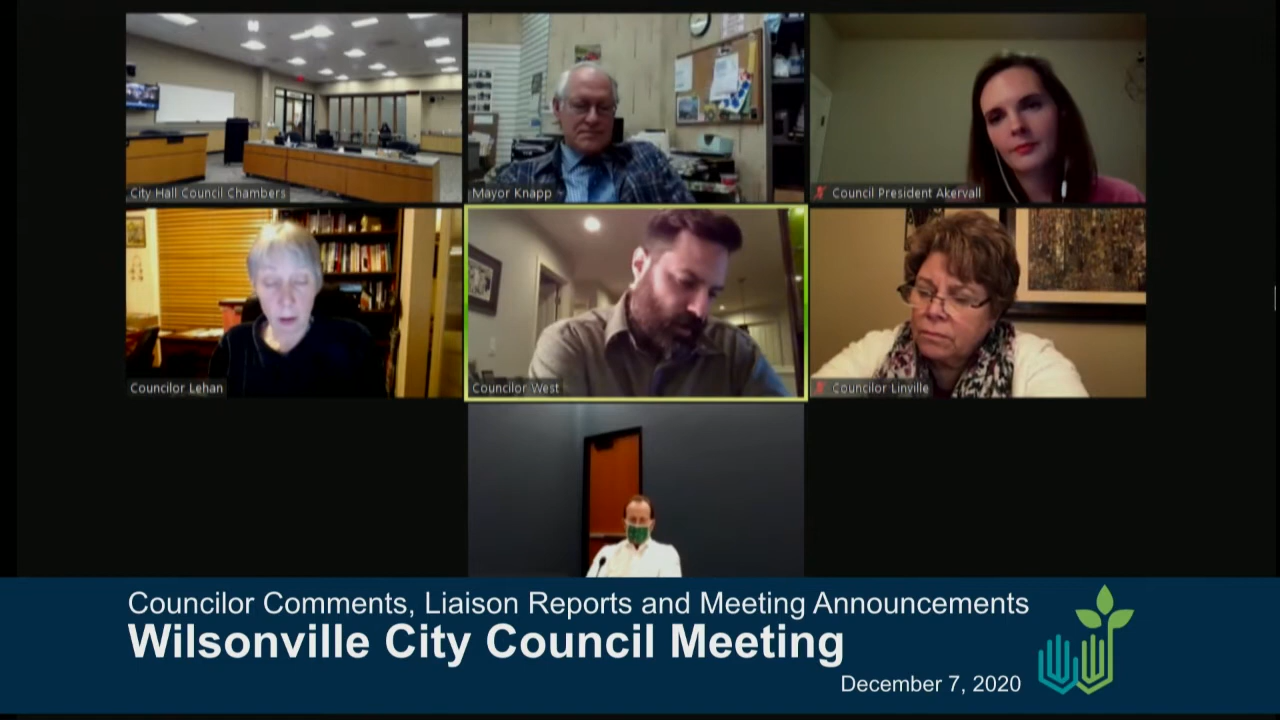 City Hall Council Chambers
Mayor Knapp
Council President Akervall
Councilor Lehan
Councilor West
Councilor Linville
Councilor Comments, Liaison Reports and Meeting Announcements
Wilsonville City Council Meeting
December 7, 2020